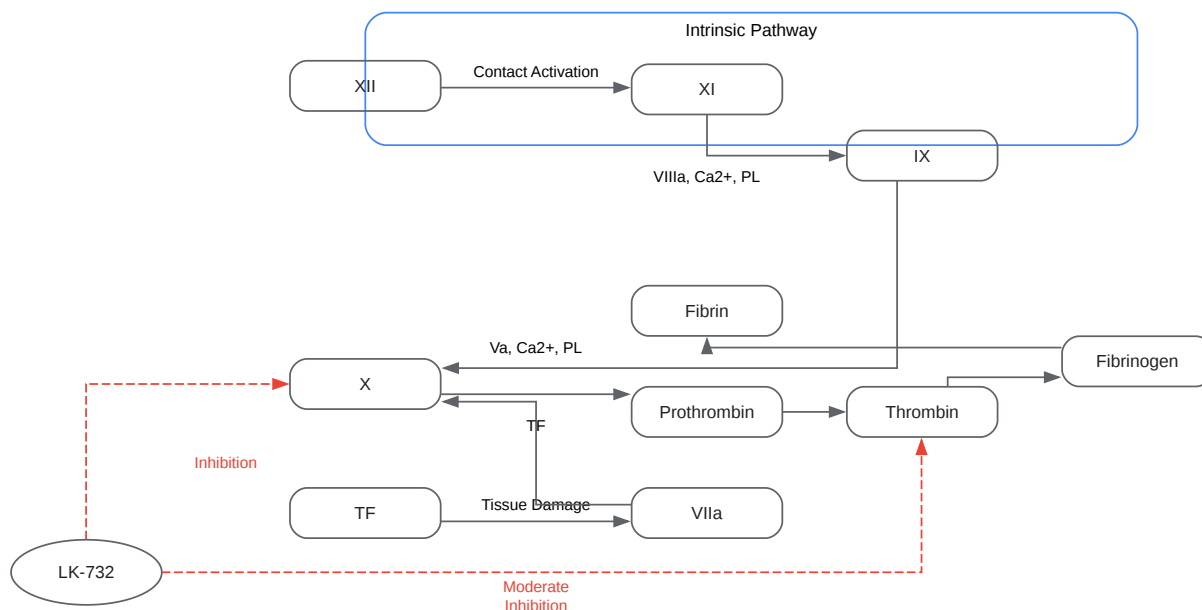 Intrinsic Pathway
XII
Contact Activation
XI
IX
VIIIa, Ca2+, PL
Fibrin
Va, Ca2+, PL
Fibrinogen
X
Prothrombin
Thrombin
TF
Inhibition
TF
Tissue Damage
VIIa
LK-732
Moderate
Inhibition